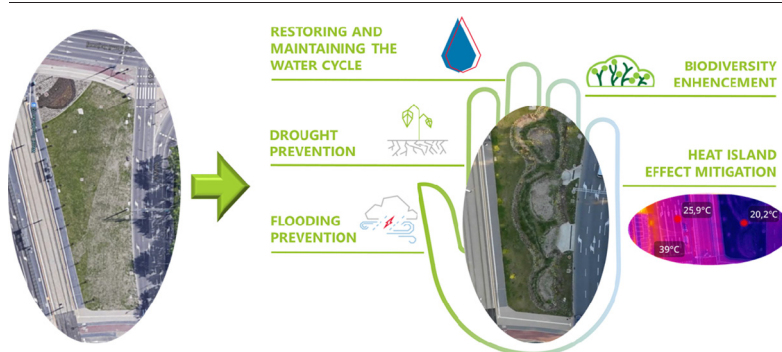 RESTORING AND
MAINTAINING THE
WATER CYCLE
DROUGHT
PREVENTION
FLOODING
PREVENTION
BIODIVERSITY
ENHENCEMENT
HEAT ISLAND
EFFECT MITIGATION
25,9°C
20,2°C
39°C